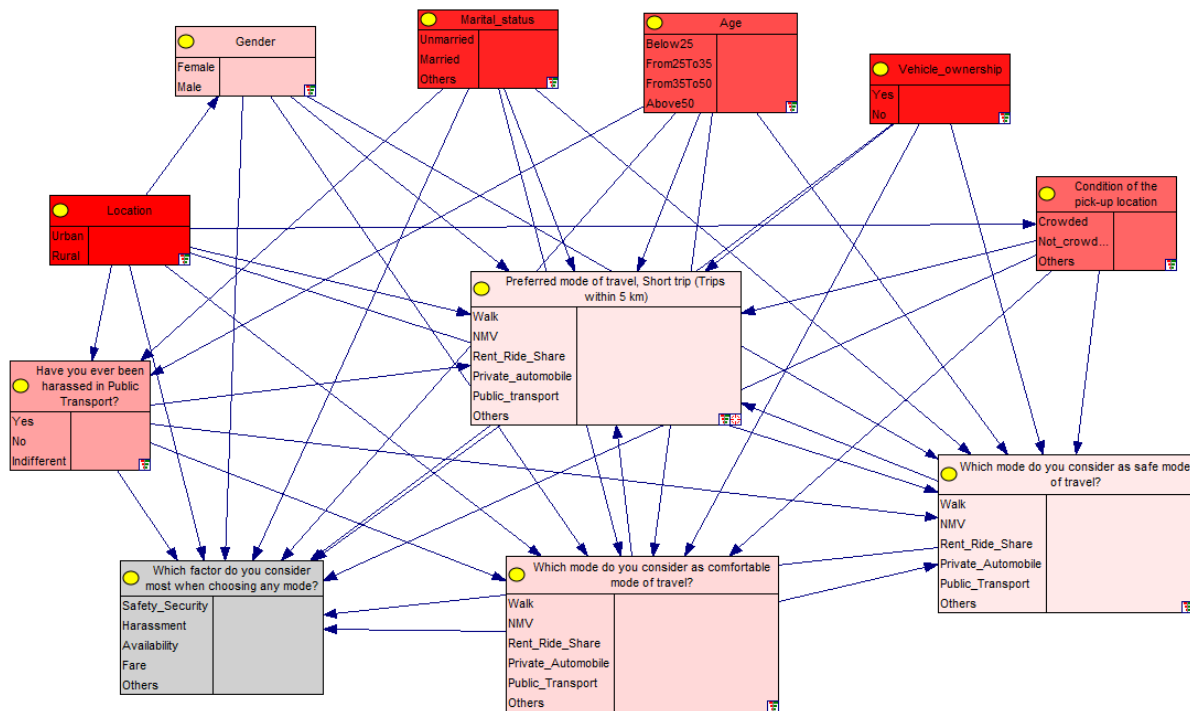 Gender
Female
Male
Marital_status
Unmarried
Married
Others
Age
Below25
From25To35
From35To50
Above50
Vehicle_ownership
Yes
No
Location
Urban
Rural
Condition of the
pick-up location
Crowded
Not_crowd...
Others
Preferred mode of travel, Short trip (Trips
within 5 km)
Walk
NMV
Rent_Ride_Share
Private_automobile
Public_transport
Others
Have you ever been
harassed in Public
Transport?
Yes
No
Indifferent
Which mode do you consider as safe mode
of travel?
Walk
NMV
Rent_Ride_Share
Private_Automobile
Public_Transport
Others
Which factor do you consider
most when choosing any mode?
Safety_Security
Harassment
Availability
Fare
Others
Which mode do you consider as comfortable
mode of travel?
Walk
NMV
Rent_Ride_Share
Private_Automobile
Public_Transport
Others